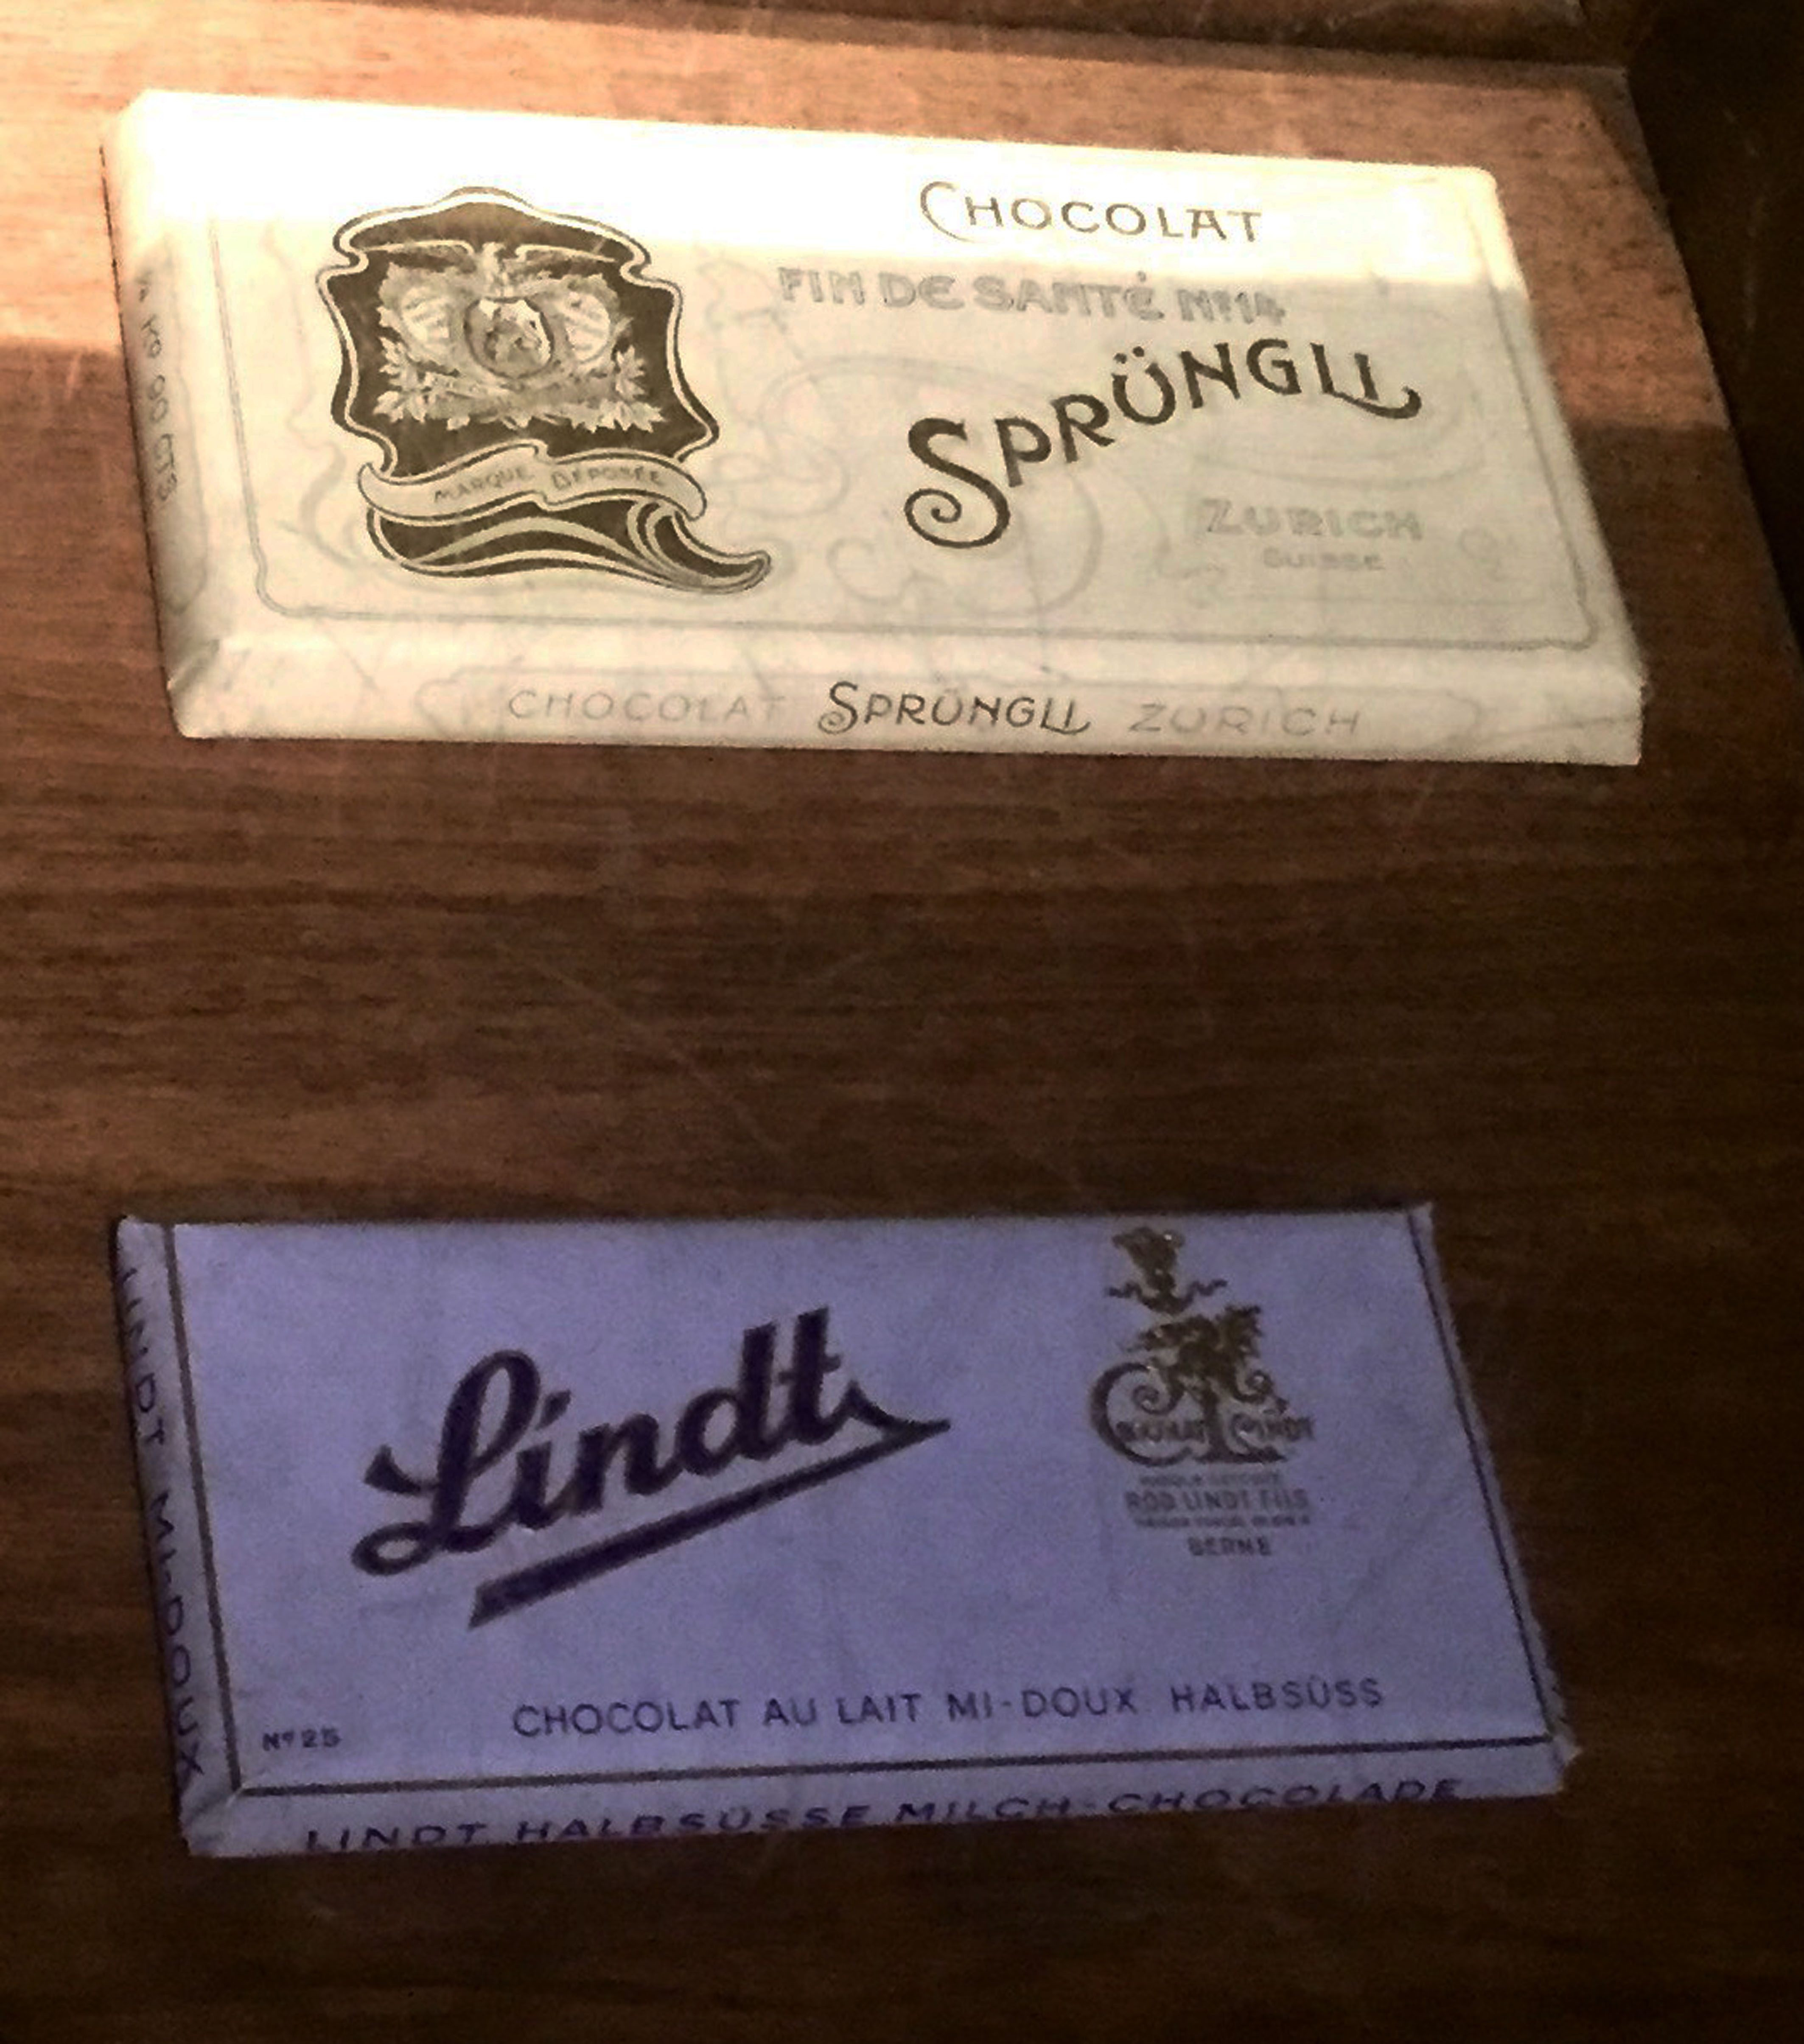 CHOCOLAT
FIN DE SANTÉ Nº14
SPRÜNGLI
MARQUE DÉPOSÉE
ZURICH
SUISSE
CHOCOLAT SPRÜNGLI ZURICH
Lindt
ROD. LINDT FILS
BERNE
CHOCOLAT AU LAIT MI-DOUX HALBSÜSS
Nº25
LINDT MI-DOUX
LINDT HALBSÜSSE MILCH-CHOCOLADE